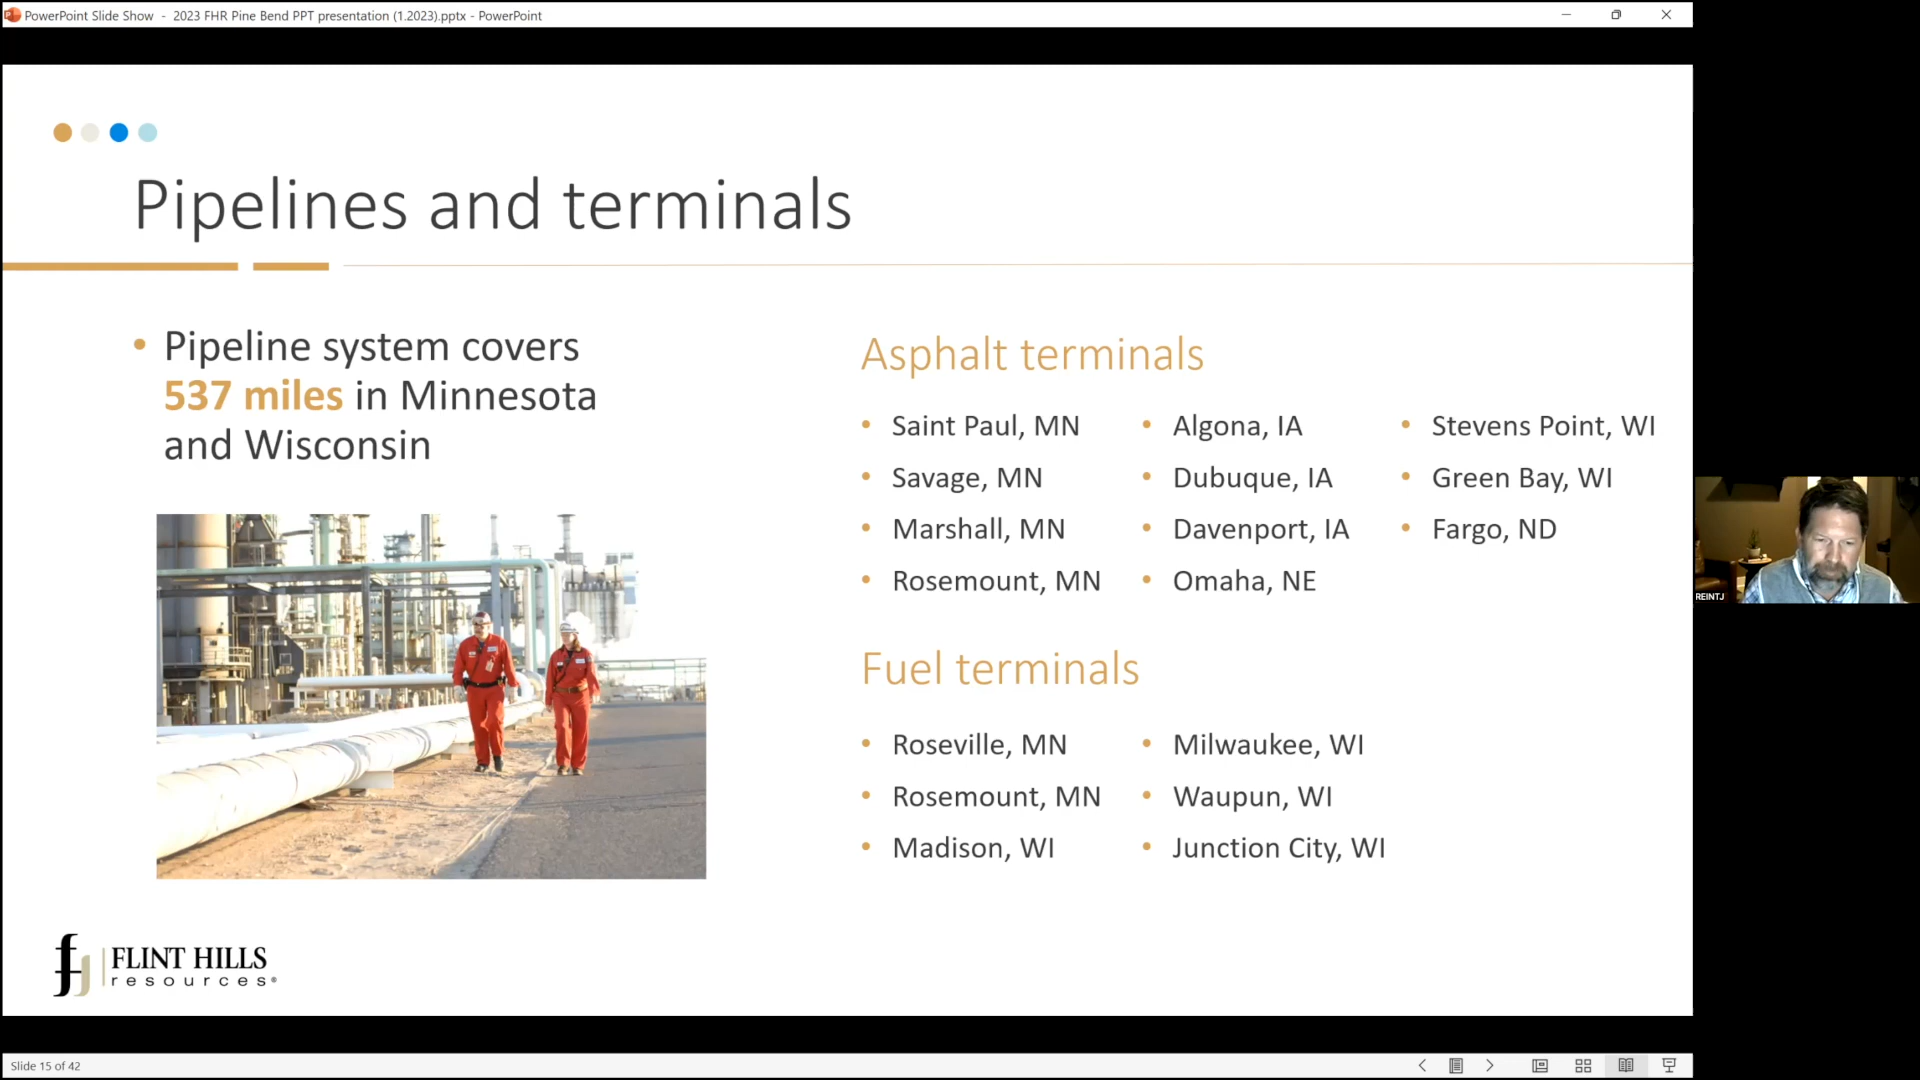 PowerPoint Slide Show - 2023 FHR Pine Bend PPT presentation (1.2023).pptx - PowerPoint
Pipelines and terminals
• Pipeline system covers
537 miles in Minnesota
and Wisconsin
Asphalt terminals
• Saint Paul, MN
• Savage, MN
• Marshall, MN
• Rosemount, MN
• Algona, IA
• Dubuque, IA
• Davenport, IA
• Omaha, NE
• Stevens Point, WI
• Green Bay, WI
• Fargo, ND
Fuel terminals
• Roseville, MN
• Rosemount, MN
• Madison, WI
• Milwaukee, WI
• Waupun, WI
• Junction City, WI
REINTJ
FLINT HILLS
resources®
Slide 15 of 42